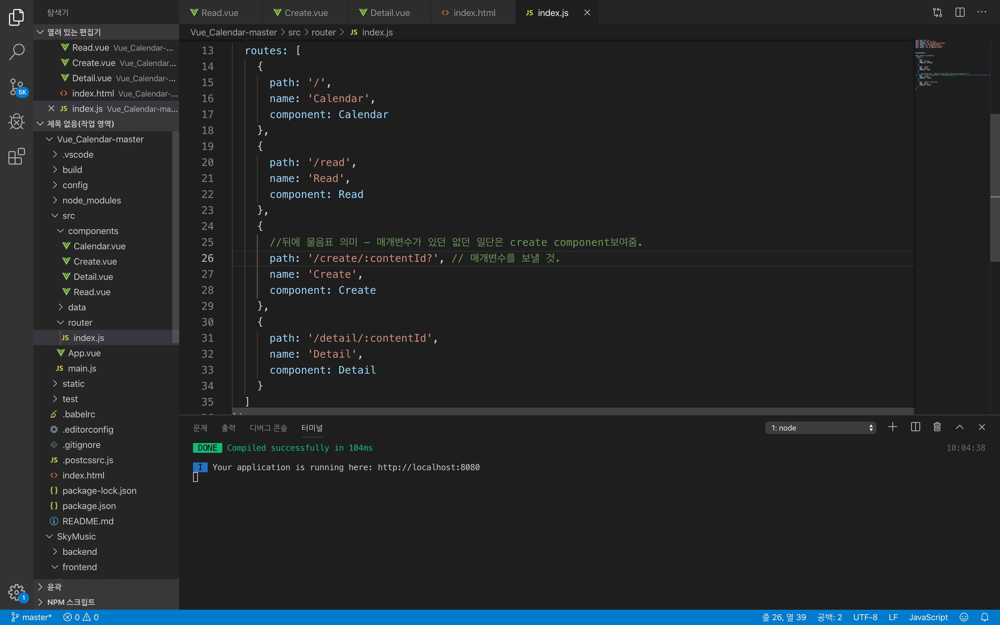 탐색기
열려 있는 편집기
Read.vue Vue_Calendar-...
Create.vue Vue_Calendar...
Detail.vue Vue_Calendar-...
index.html Vue_Calendar-...
JS index.js Vue_Calendar-ma...
제목 없음(작업 영역)
Vue_Calendar-master
.vscode
build
config
node_modules
src
components
Calendar.vue
Create.vue
Detail.vue
Read.vue
data
router
JS index.js
App.vue
JS main.js
static
test
.babelrc
.editorconfig
.gitignore
JS .postcssrc.js
index.html
{} package-lock.json
{} package.json
README.md
SkyMusic
backend
frontend
윤곽
NPM 스크립트
5K
1
Read.vue Create.vue Detail.vue index.html JS index.js
Vue_Calendar-master > src > router > JS index.js
13 routes: [
14 {
15 path: '/',
16 name: 'Calendar',
17 component: Calendar
18 },
19 {
20 path: '/read',
21 name: 'Read',
22 component: Read
23 },
24 {
25 //뒤에 물음표 의미 - 매개변수가 있던 없던 일단은 create component보여줌.
26 path: '/create/:contentId?', // 매개변수를 보낼 것.
27 name: 'Create',
28 component: Create
29 },
30 {
31 path: '/detail/:contentId',
32 name: 'Detail',
33 component: Detail
34 }
35 ]
문제 출력 디버그 콘솔 터미널 1: node
DONE Compiled successfully in 104ms 10:04:38
I Your application is running here: http://localhost:8080
master* 0 0 줄 26, 열 39 공백: 2 UTF-8 LF JavaScript